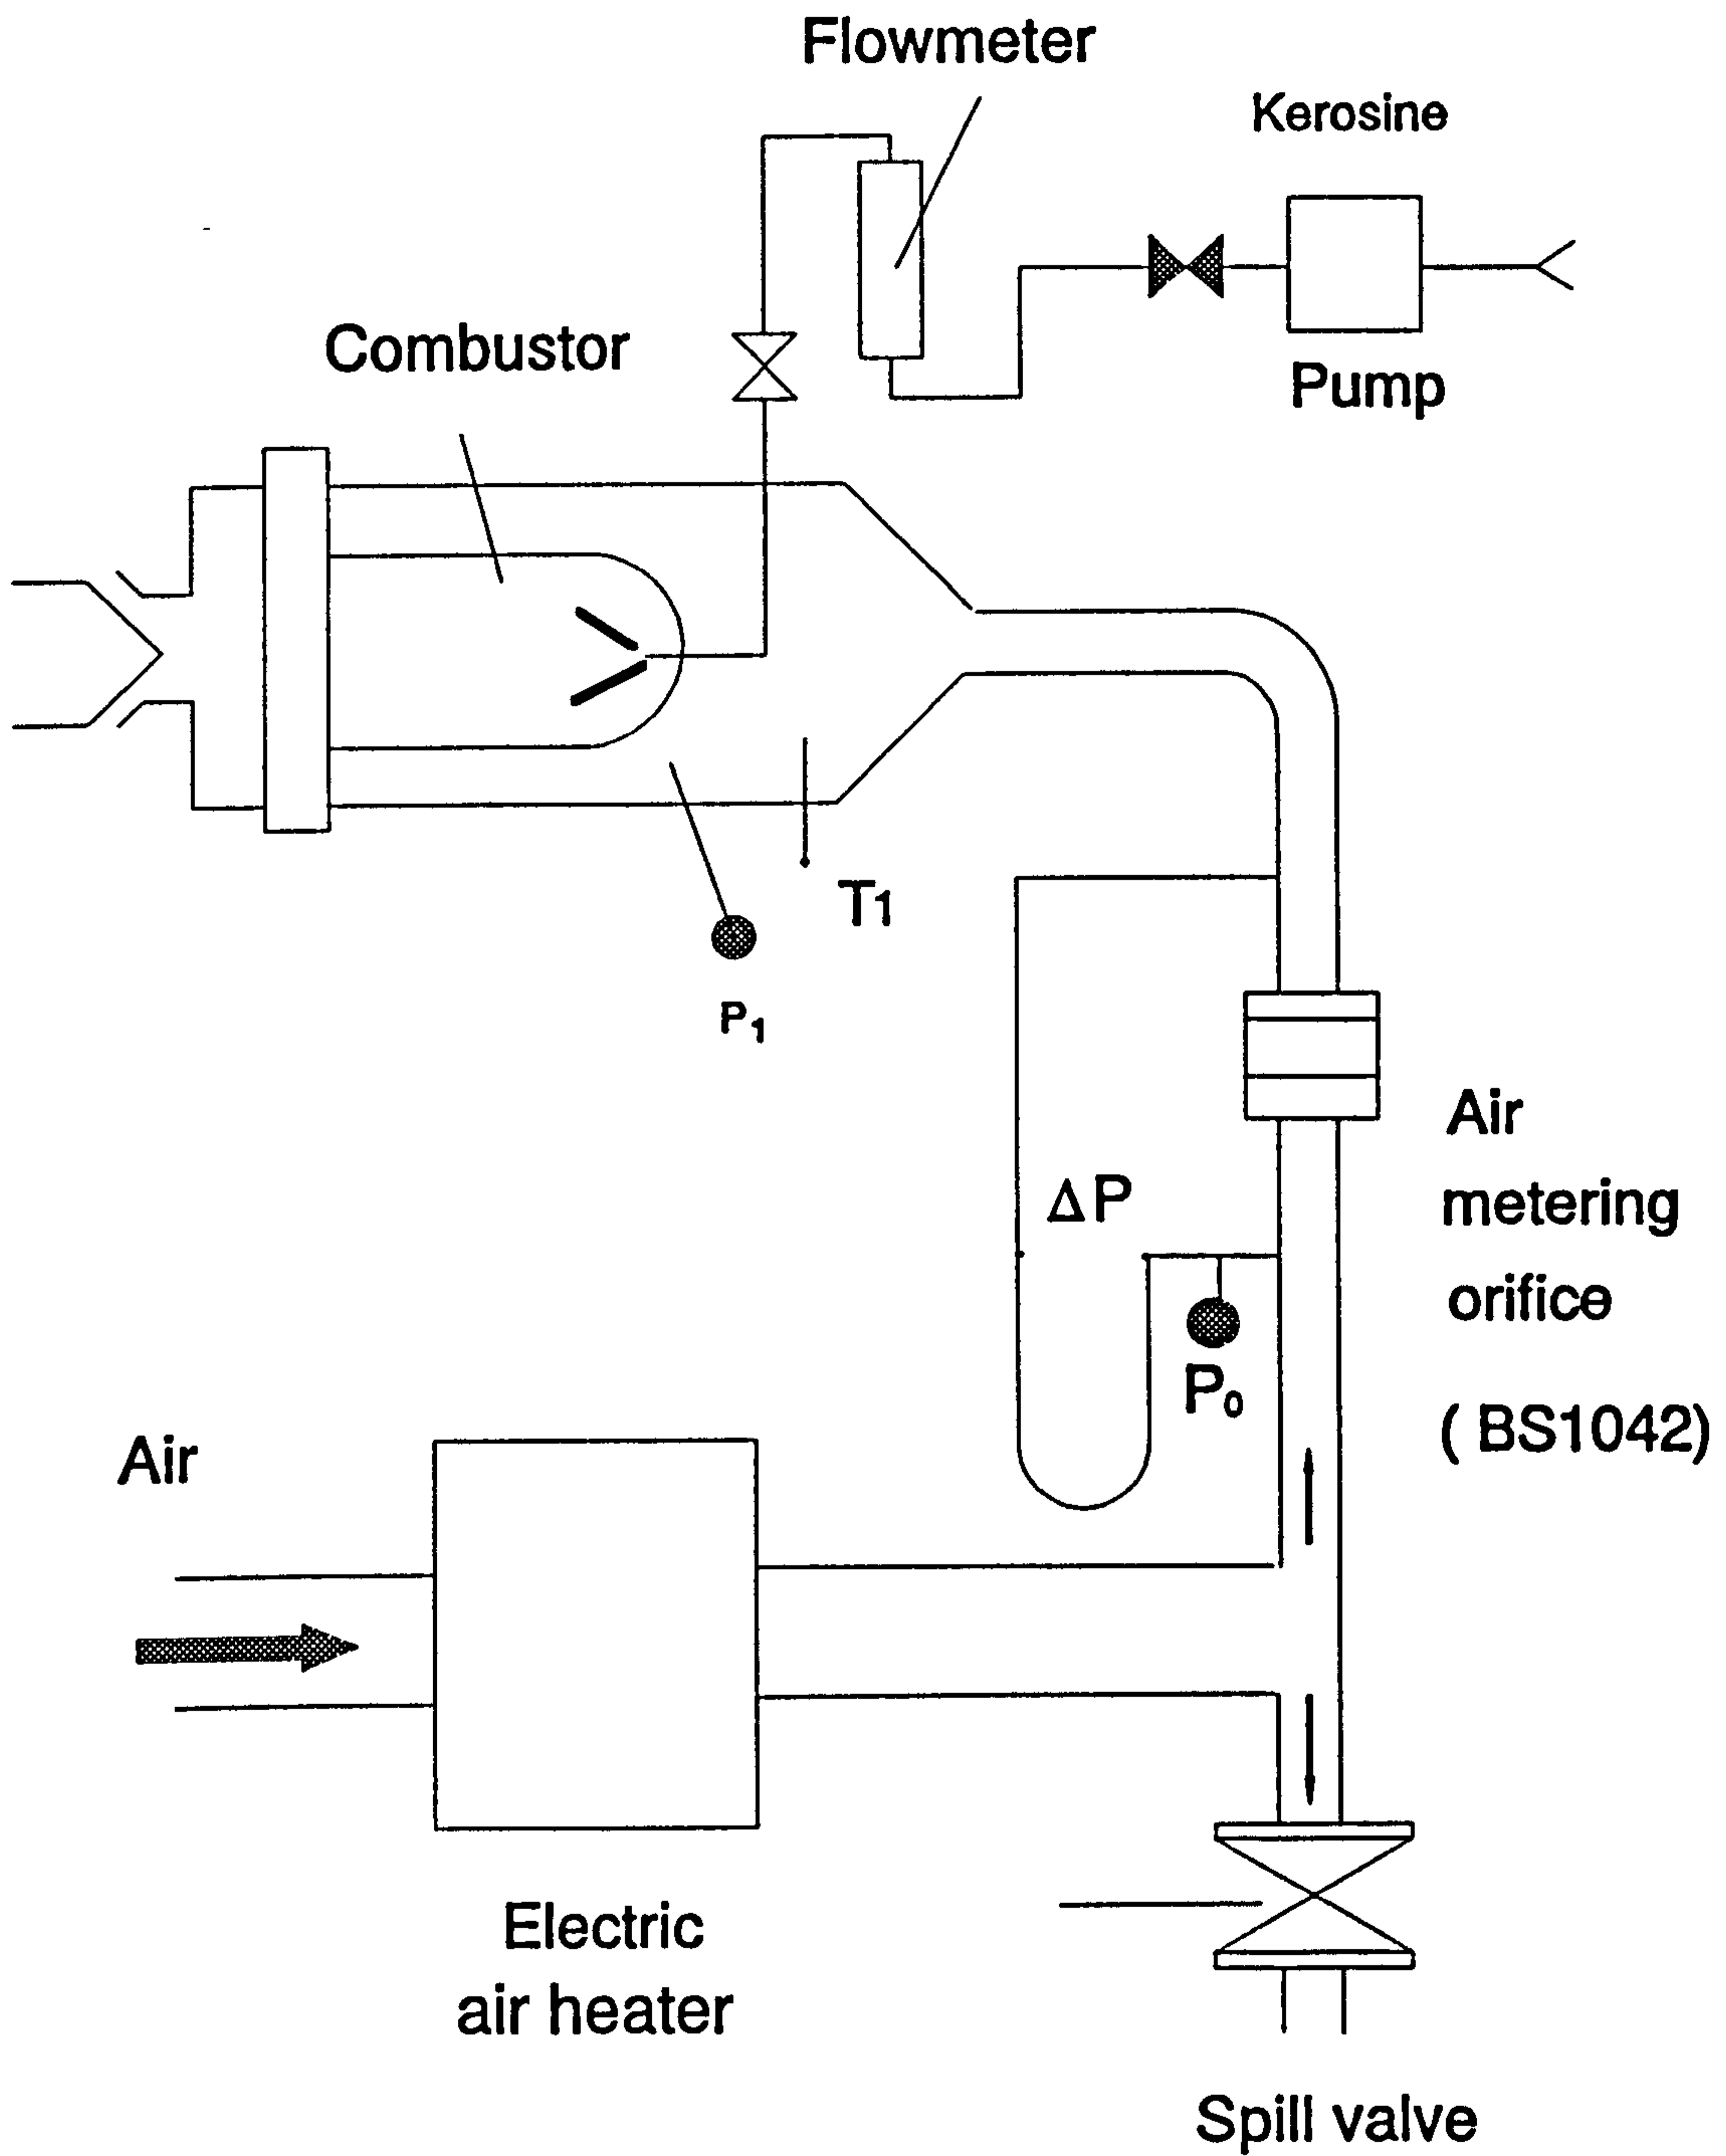 Flowmeter
Kerosine
Combustor
Pump
T1
P1
Air
metering
orifice
(BS1042)
ΔP
P0
Air
Electric
air heater
Spill valve